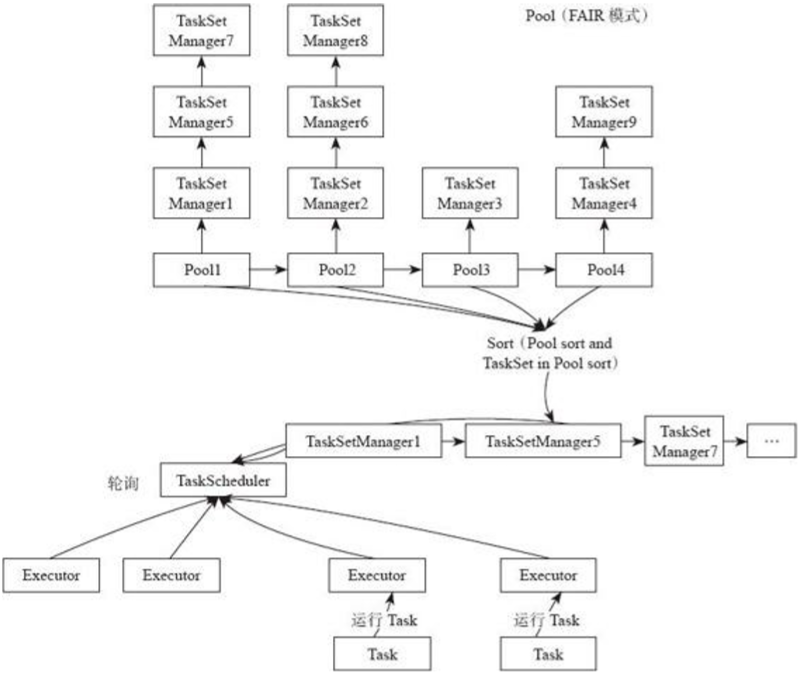 Pool（FAIR 模式）
TaskSet
Manager7
TaskSet
Manager8
TaskSet
Manager5
TaskSet
Manager6
TaskSet
Manager9
TaskSet
Manager1
TaskSet
Manager2
TaskSet
Manager3
TaskSet
Manager4
Pool1
Pool2
Pool3
Pool4
Sort（Pool sort and
TaskSet in Pool sort）
TaskSetManager1
TaskSetManager5
TaskSet
Manager7
…
轮询
TaskScheduler
Executor
Executor
Executor
Executor
运行 Task
运行 Task
Task
Task